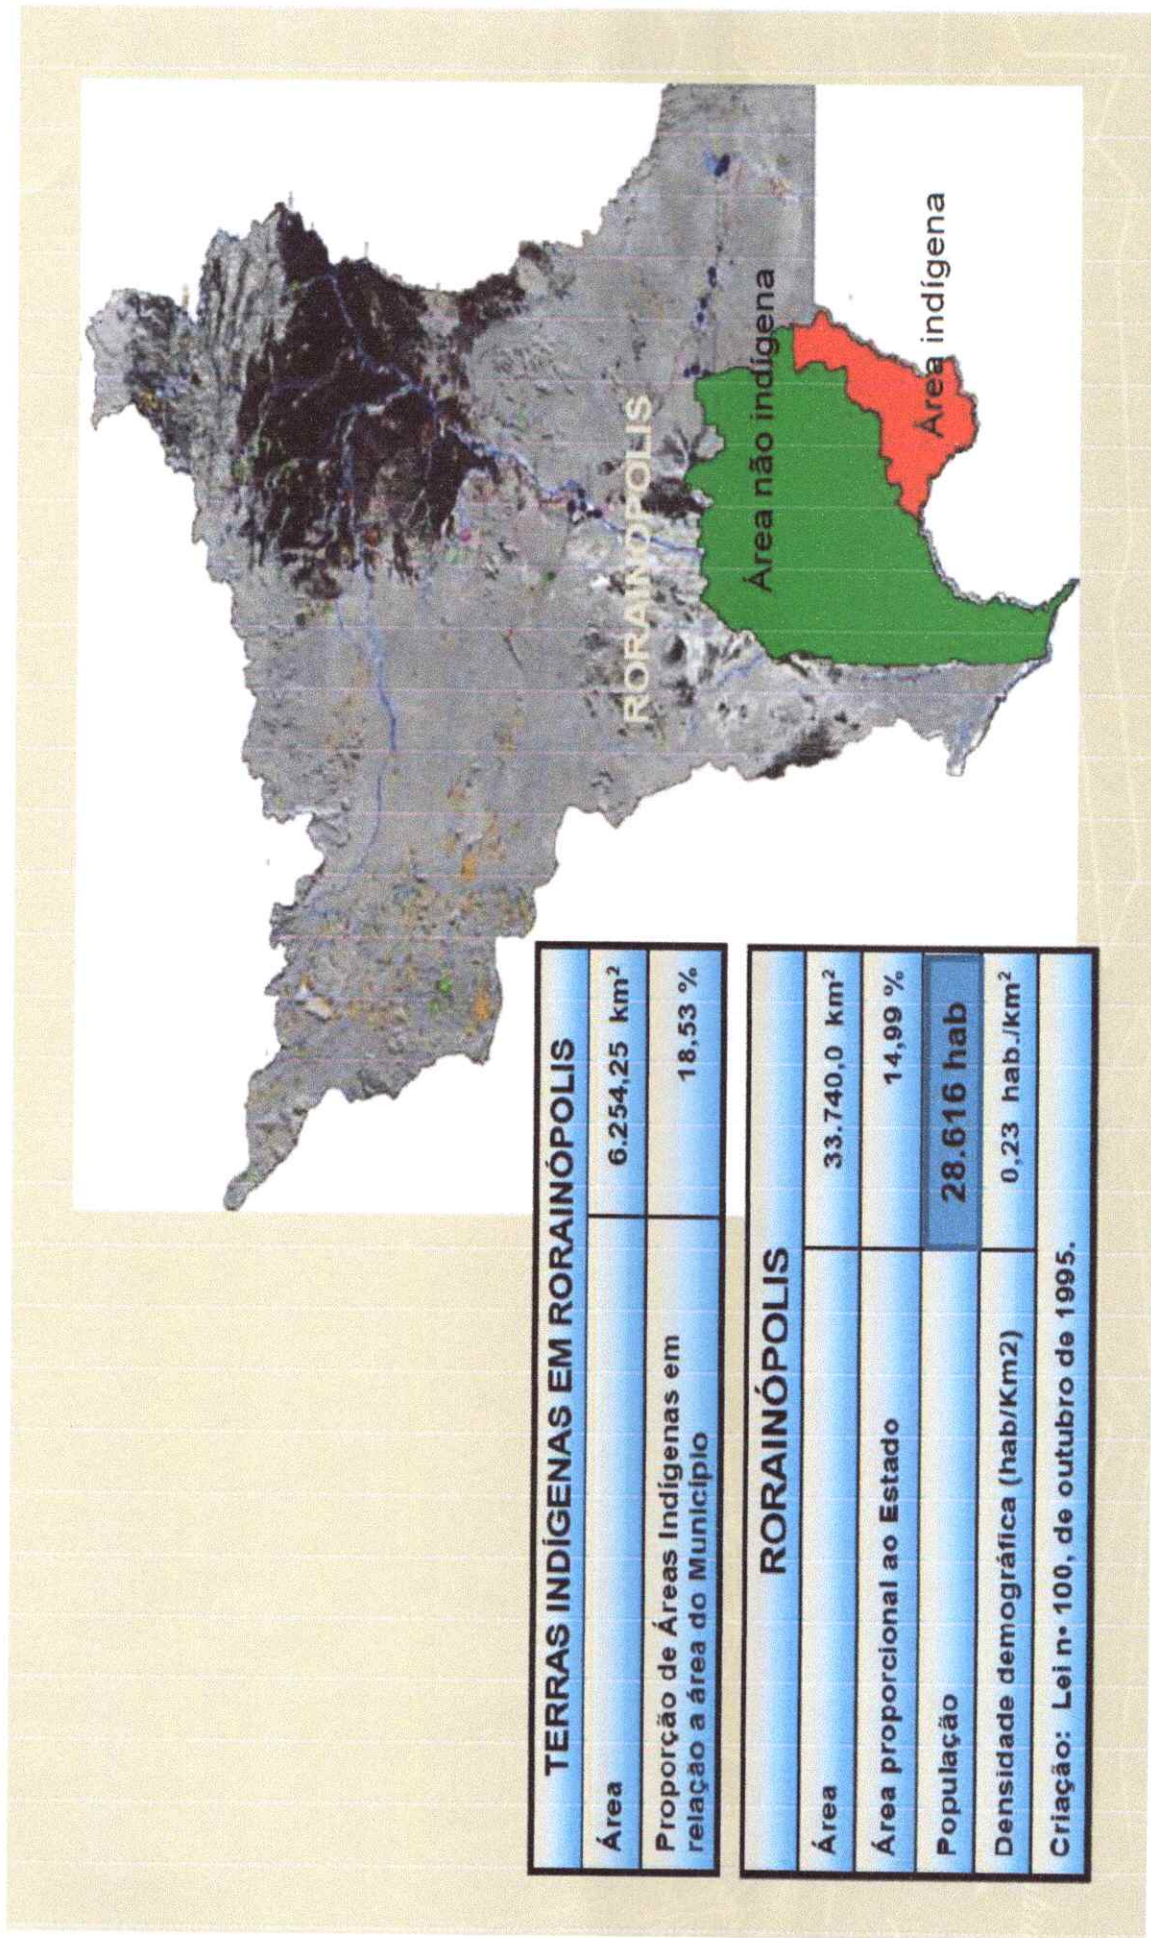 TERRAS INDÍGENAS EM RORAINÓPOLIS
Área 6.254,25 km²
Proporção de Áreas Indígenas em
relação a área do Município 18,53 %
RORAINÓPOLIS
Área 33.740,0 km²
Área proporcional ao Estado 14,99 %
População 28.616 hab
Densidade demográfica (hab/Km2) 0,23 hab./km²
Criação: Lei nº 100, de outubro de 1995.
RORAINÓPOLIS
Área não indígena
Área indígena